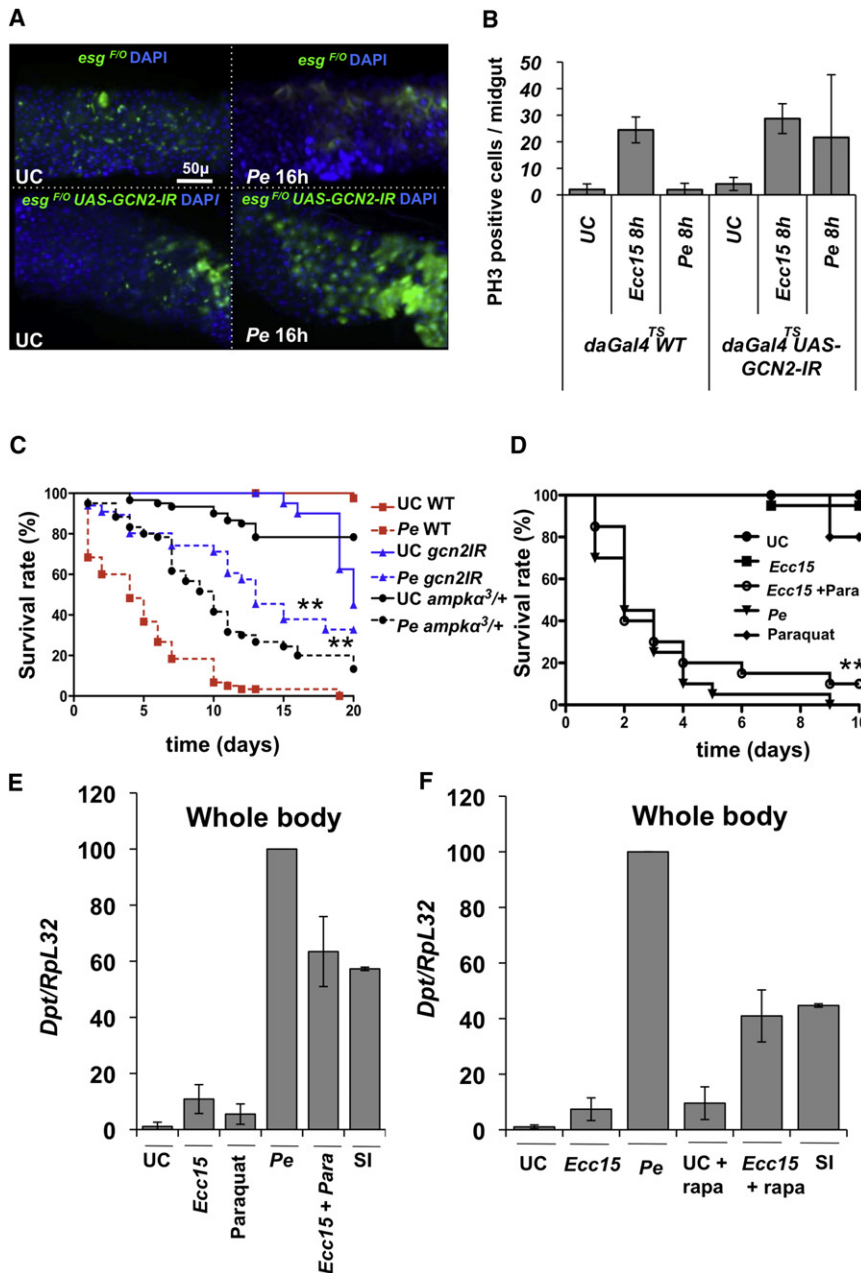 A
esg F/O DAPI
esg F/O DAPI
UC
50µ
Pe 16h
esg F/O UAS-GCN2-IR DAPI
esg F/O UAS-GCN2-IR DAPI
UC
Pe 16h
B
PH3 positive cells / midgut
50
40
30
20
10
0
UC
Ecc15 8h
Pe 8h
UC
Ecc15 8h
Pe 8h
daGal4 TS WT
daGal4 TS UAS-
GCN2-IR
C
Survival rate (%)
100
80
60
40
20
0
0
5
10
15
20
time (days)
**
**
UC WT
Pe WT
UC gcn2IR
Pe gcn2IR
UC ampkα³/+
Pe ampkα³/+
D
Survival rate (%)
100
80
60
40
20
0
0
2
4
6
8
10
time (days)
UC
Ecc15
Ecc15 +Para
Pe
Paraquat
**
E
Whole body
Dpt/RpL32
120
100
80
60
40
20
0
UC
Ecc15
Paraquat
Pe
Ecc15 + Para
SI
F
Whole body
Dpt/RpL32
120
100
80
60
40
20
0
UC
Ecc15
Pe
UC +
rapa
Ecc15
+ rapa
SI